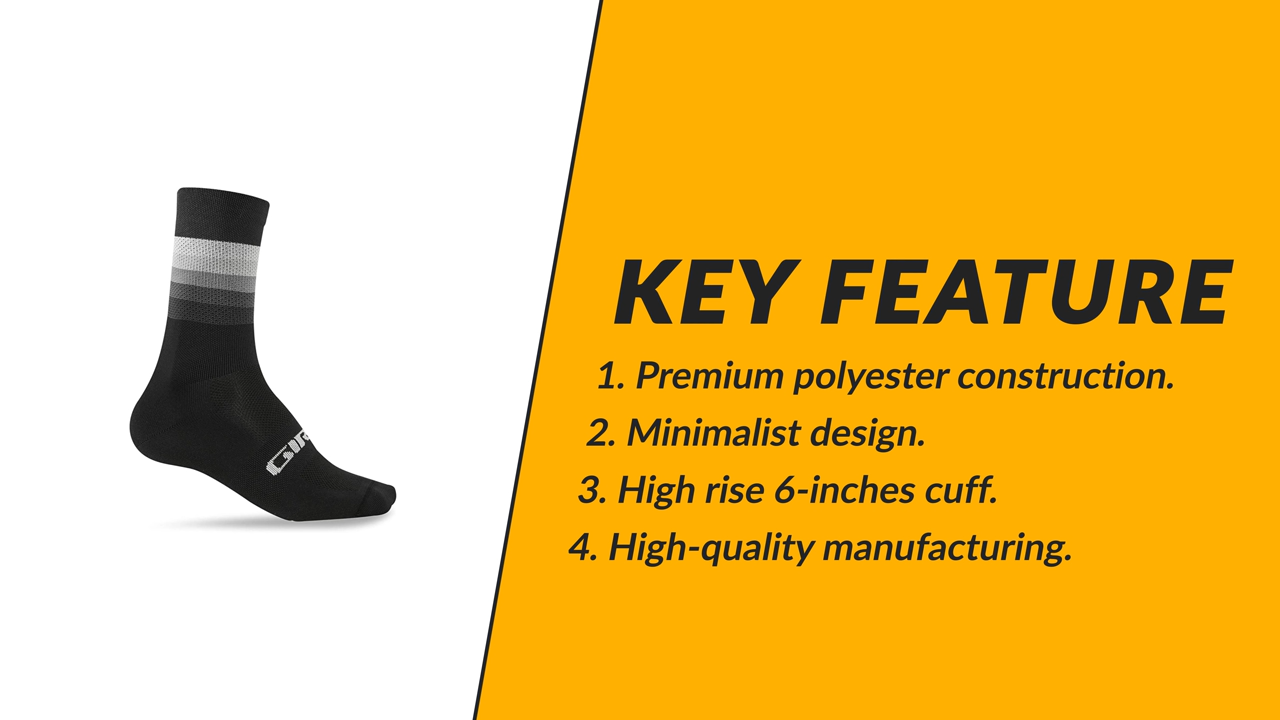 KEY FEATURE
1. Premium polyester construction.
2. Minimalist design.
3. High rise 6-inches cuff.
4. High-quality manufacturing.